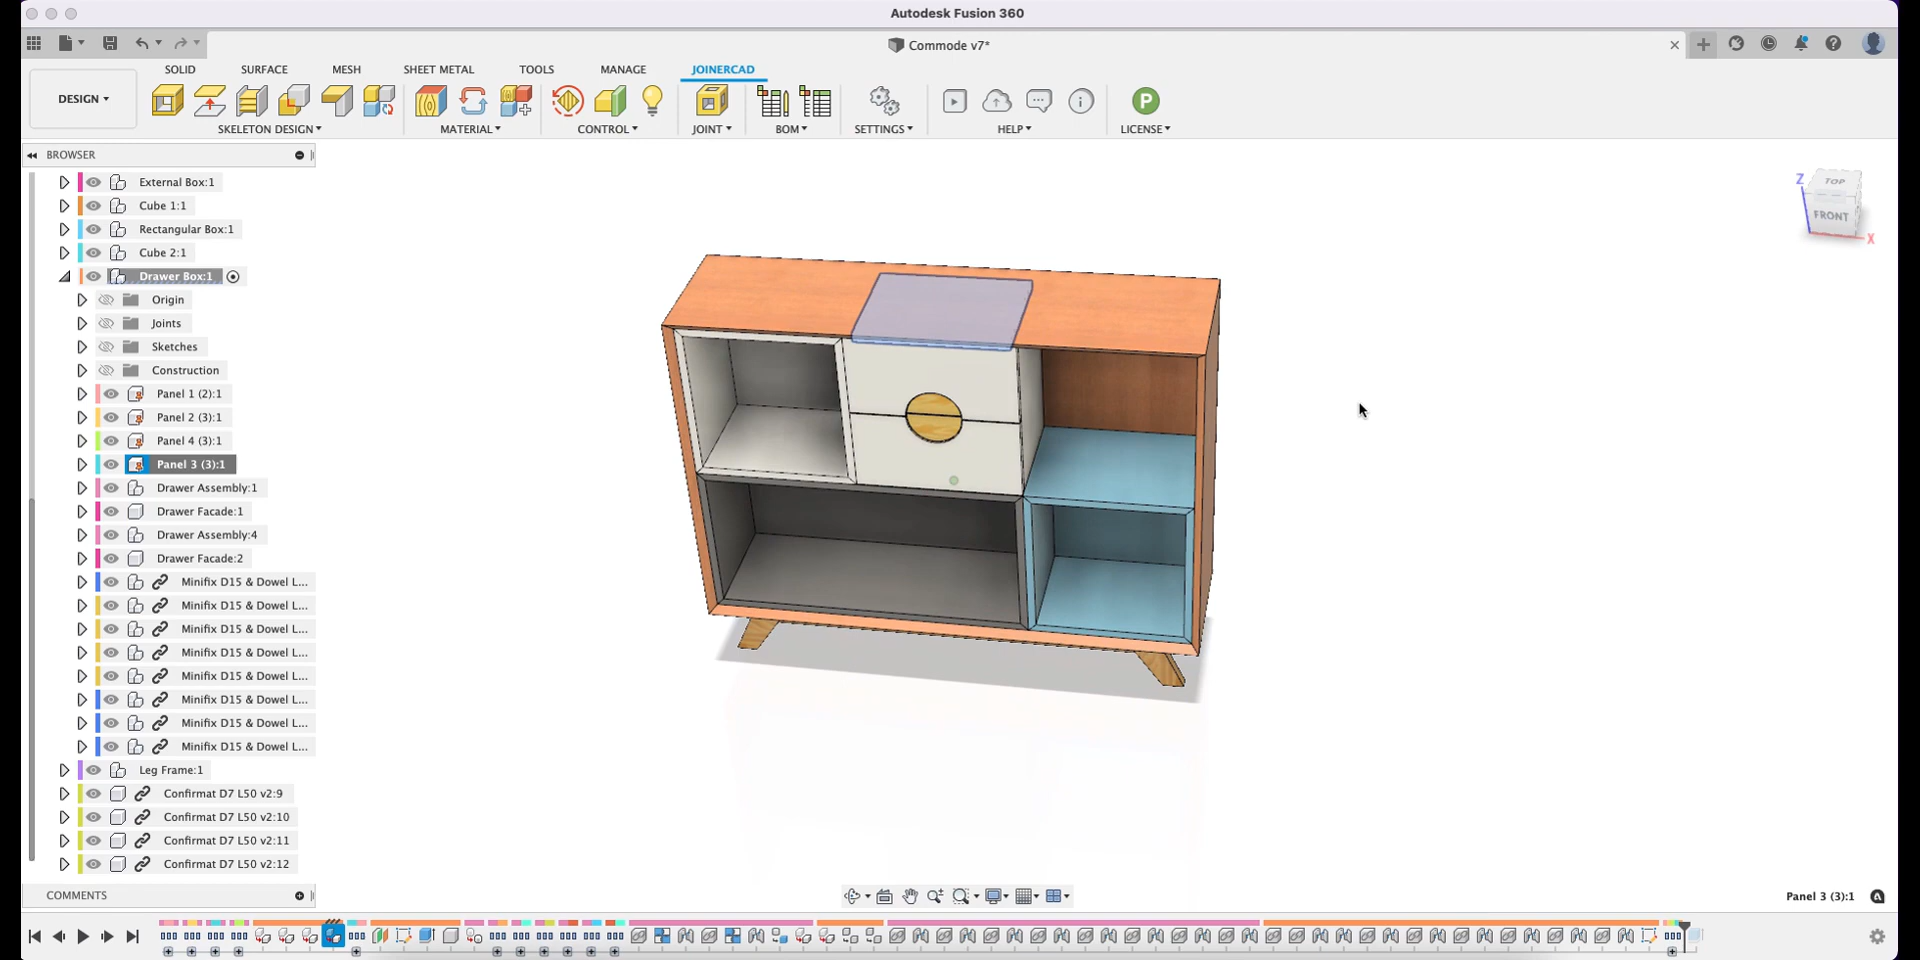 Autodesk Fusion 360
Commode v7*
SOLID SURFACE MESH SHEET METAL TOOLS MANAGE JOINERCAD
DESIGN
P
SKELETON DESIGN MATERIAL CONTROL JOINT BOM SETTINGS HELP LICENSE
BROWSER
External Box:1
Cube 1:1
Rectangular Box:1
Cube 2:1
Drawer Box:1
Origin
Joints
Sketches
Construction
Panel 1 (2):1
Panel 2 (3):1
Panel 4 (3):1
Panel 3 (3):1
Drawer Assembly:1
Drawer Facade:1
Drawer Assembly:4
Drawer Facade:2
Minifix D15 & Dowel L...
Minifix D15 & Dowel L...
Minifix D15 & Dowel L...
Minifix D15 & Dowel L...
Minifix D15 & Dowel L...
Minifix D15 & Dowel L...
Minifix D15 & Dowel L...
Minifix D15 & Dowel L...
Leg Frame:1
Confirmat D7 L50 v2:9
Confirmat D7 L50 v2:10
Confirmat D7 L50 v2:11
Confirmat D7 L50 v2:12
COMMENTS
Z
TOP
FRONT
X
Panel 3 (3):1